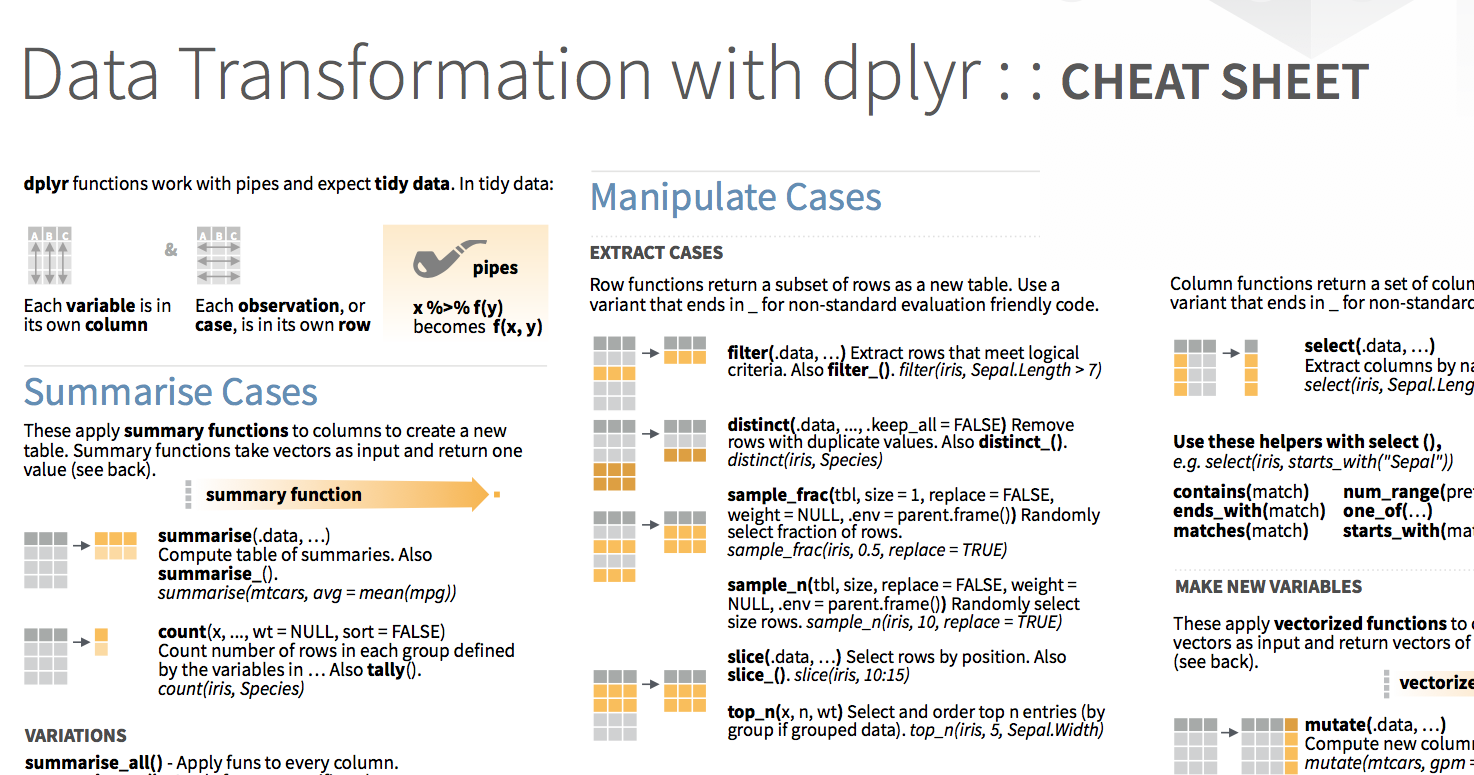 Data Transformation with dplyr : : CHEAT SHEET
dplyr functions work with pipes and expect tidy data. In tidy data:
A B C
&
A B C
pipes
Each variable is in
its own column
Each observation, or
case, is in its own row
x %>% f(y)
becomes f(x, y)
Summarise Cases
These apply summary functions to columns to create a new
table. Summary functions take vectors as input and return one
value (see back).
summary function
summarise(.data, …)
Compute table of summaries. Also
summarise_().
summarise(mtcars, avg = mean(mpg))
count(x, ..., wt = NULL, sort = FALSE)
Count number of rows in each group defined
by the variables in … Also tally().
count(iris, Species)
VARIATIONS
summarise_all() - Apply funs to every column.
Manipulate Cases
EXTRACT CASES
Row functions return a subset of rows as a new table. Use a
variant that ends in _ for non-standard evaluation friendly code.
filter(.data, …) Extract rows that meet logical
criteria. Also filter_(). filter(iris, Sepal.Length > 7)
distinct(.data, ..., .keep_all = FALSE) Remove
rows with duplicate values. Also distinct_().
distinct(iris, Species)
sample_frac(tbl, size = 1, replace = FALSE,
weight = NULL, .env = parent.frame()) Randomly
select fraction of rows.
sample_frac(iris, 0.5, replace = TRUE)
sample_n(tbl, size, replace = FALSE, weight =
NULL, .env = parent.frame()) Randomly select
size rows. sample_n(iris, 10, replace = TRUE)
slice(.data, …) Select rows by position. Also
slice_(). slice(iris, 10:15)
top_n(x, n, wt) Select and order top n entries (by
group if grouped data). top_n(iris, 5, Sepal.Width)
Column functions return a set of colum
variant that ends in _ for non-standard
select(.data, …)
Extract columns by na
select(iris, Sepal.Leng
Use these helpers with select (),
e.g. select(iris, starts_with("Sepal"))
contains(match) num_range(pre
ends_with(match) one_of(…)
matches(match) starts_with(ma
MAKE NEW VARIABLES
These apply vectorized functions to
vectors as input and return vectors of
(see back).
vectorize
mutate(.data, …)
Compute new colum
mutate(mtcars, gpm =